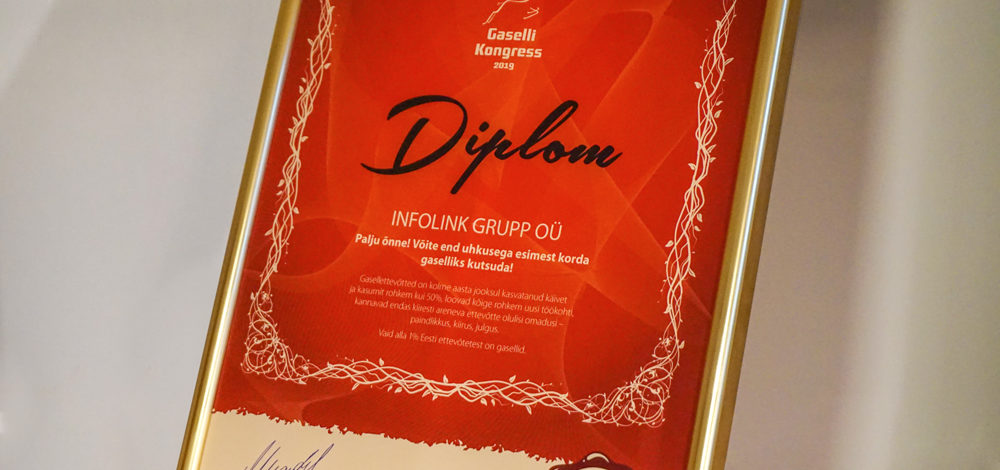 Gaselli
Kongress
2019
Diplom
INFOLINK GRUPP OÜ
Palju õnne! Võite end uhkusega esimest korda
gaselliks kutsuda!
Gasellettevõtted on kolme aasta jooksul kasvatanud käivet
ja kasumit rohkem kui 50%, loovad kõige rohkem uusi töökohti,
kannavad endas kiiresti areneva ettevõtte olulisi omadusi –
paindlikkus, kiirus, julgus.
Vaid alla 1% Eesti ettevõtetest on gasellid.